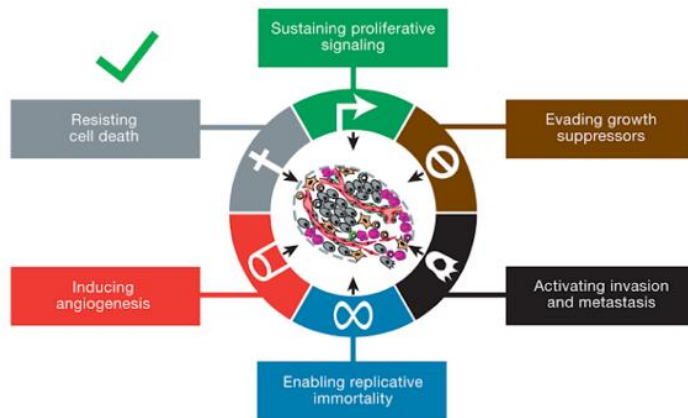 Sustaining proliferative
signaling
Resisting
cell death
Evading growth
suppressors
Inducing
angiogenesis
Activating invasion
and metastasis
Enabling replicative
immortality